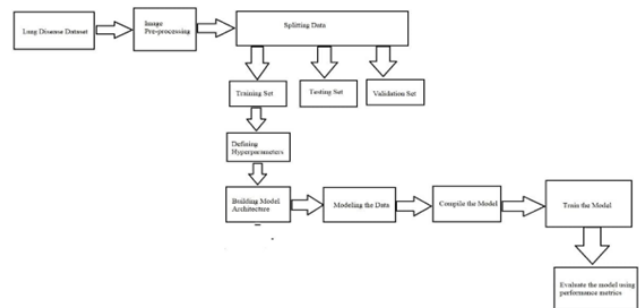 Lung Disease Dataset
Image
Pre-processing
Splitting Data
Training Set
Testing Set
Validation Set
Defining
Hyperparameters
Building Model
Architecture
Modeling the Data
Compile the Model
Train the Model
Evaluate the model using
performance metrics